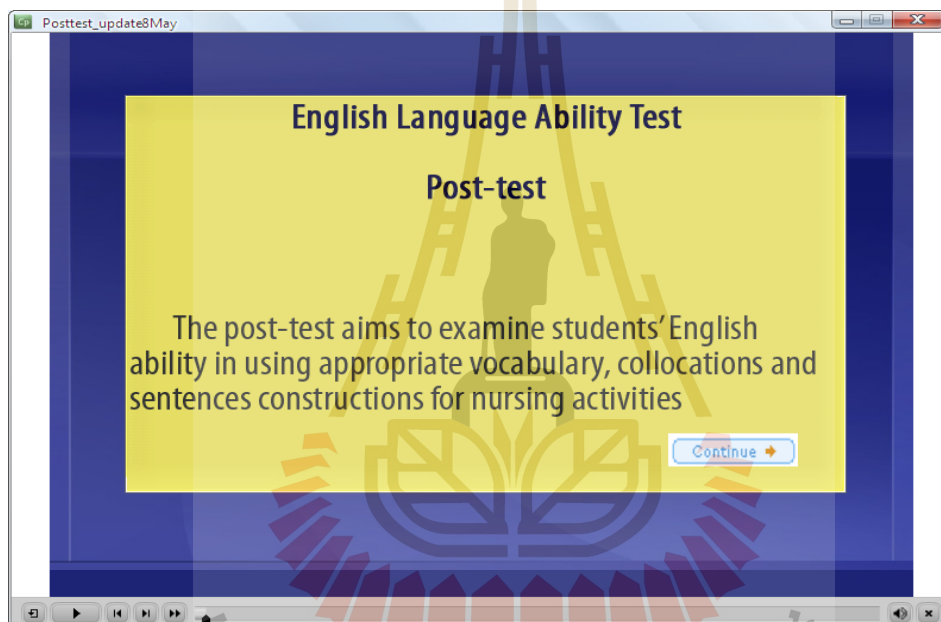 Cp Posttest_update8May
English Language Ability Test
Post-test
The post-test aims to examine students' English
ability in using appropriate vocabulary, collocations and
sentences constructions for nursing activities
Continue